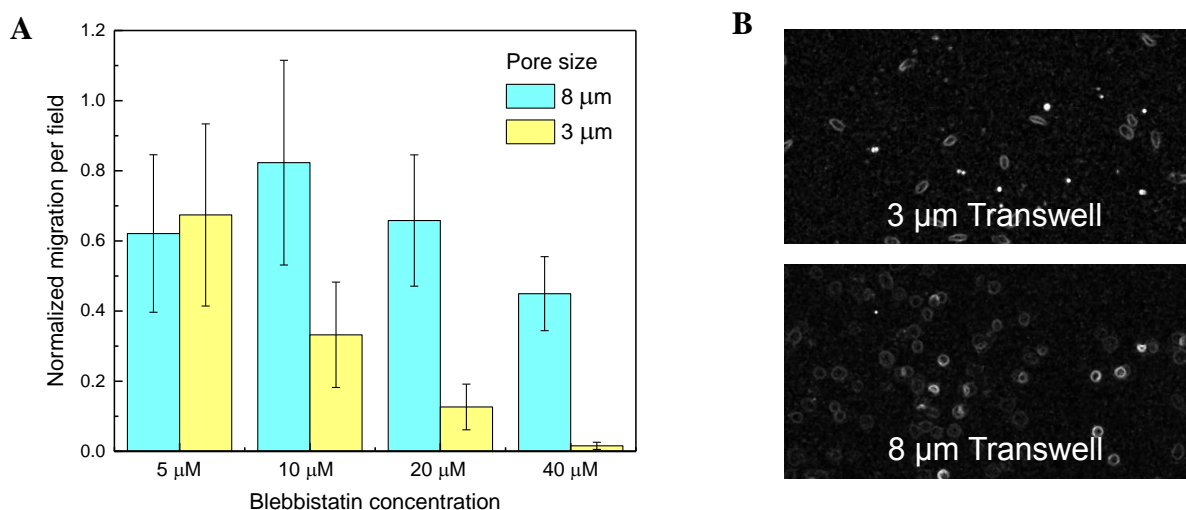 A
1.2
1.0
0.8
0.6
0.4
0.2
0.0
Normalized migration per field
Pore size
8 μm
3 μm
5 μM
10 μM
20 μM
40 μM
Blebbistatin concentration
B
3 μm Transwell
8 μm Transwell